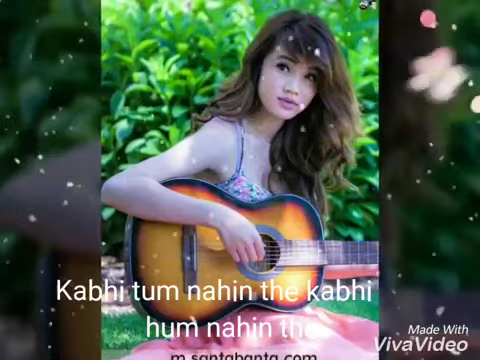 Kabhi tum nahin the kabhi
hum nahin the
m.santabanta.com
Made With
VivaVideo